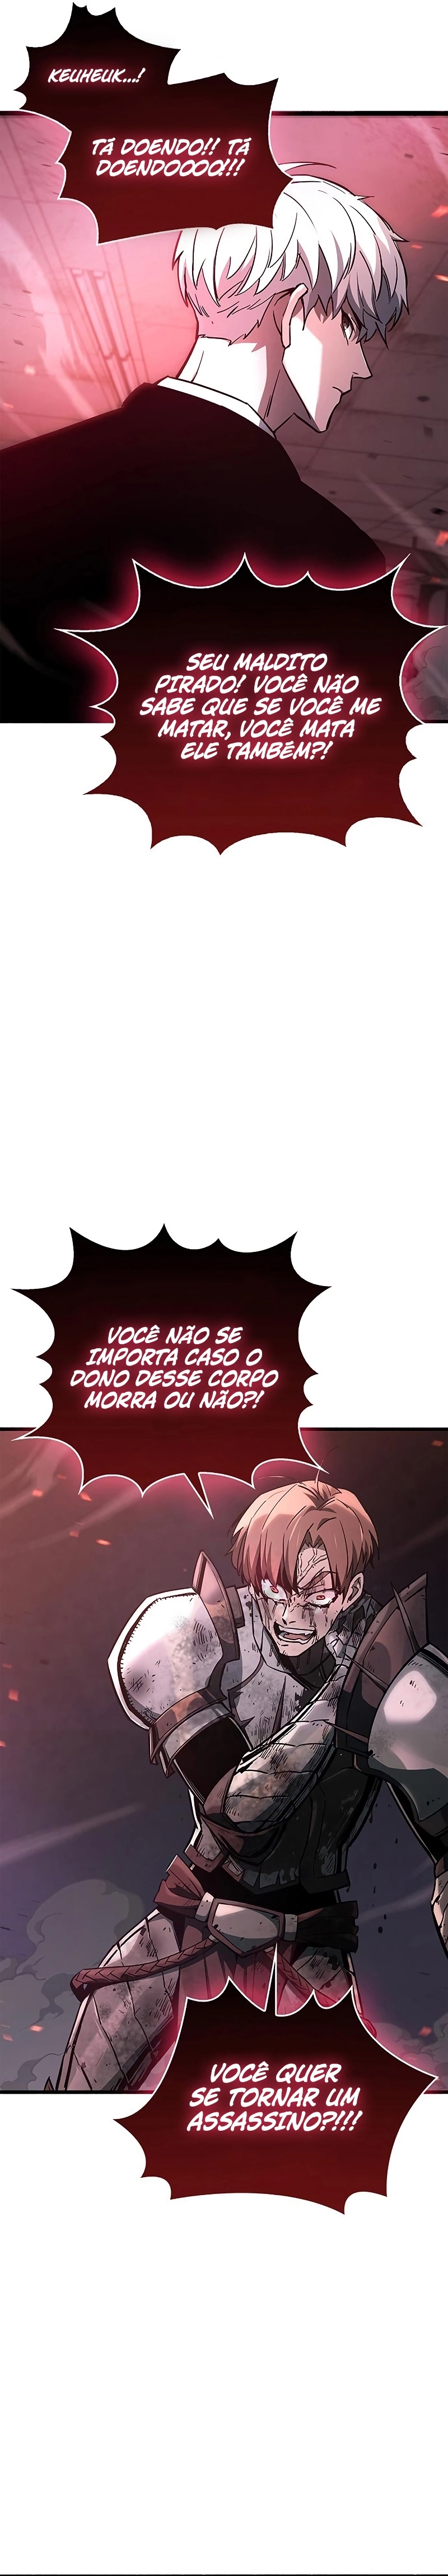 KEUHEUK...!
TÁ DOENDO!! TÁ
DOENDOOOO!!!
SEU MALDITO
PIRADO! VOCÊ NÃO
SABE QUE SE VOCÊ ME
MATAR, VOCÊ MATA
ELE TAMBÉM?!
VOCÊ NÃO SE
IMPORTA CASO O
DONO DESSE CORPO
MORRA OU NÃO?!
VOCÊ QUER
SE TORNAR UM
ASSASSINO?!!!